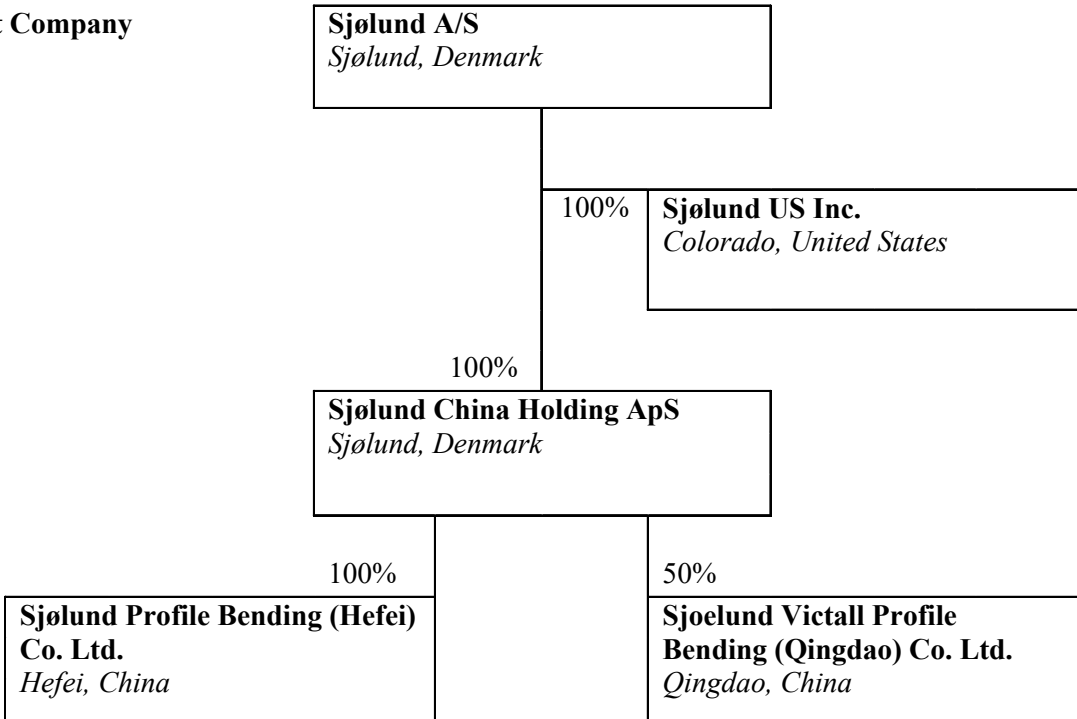 Company
Sjølund A/S
Sjølund, Denmark
100%
Sjølund US Inc.
Colorado, United States
100%
Sjølund China Holding ApS
Sjølund, Denmark
100%
50%
Sjølund Profile Bending (Hefei)
Co. Ltd.
Hefei, China
Sjoelund Victall Profile
Bending (Qingdao) Co. Ltd.
Qingdao, China